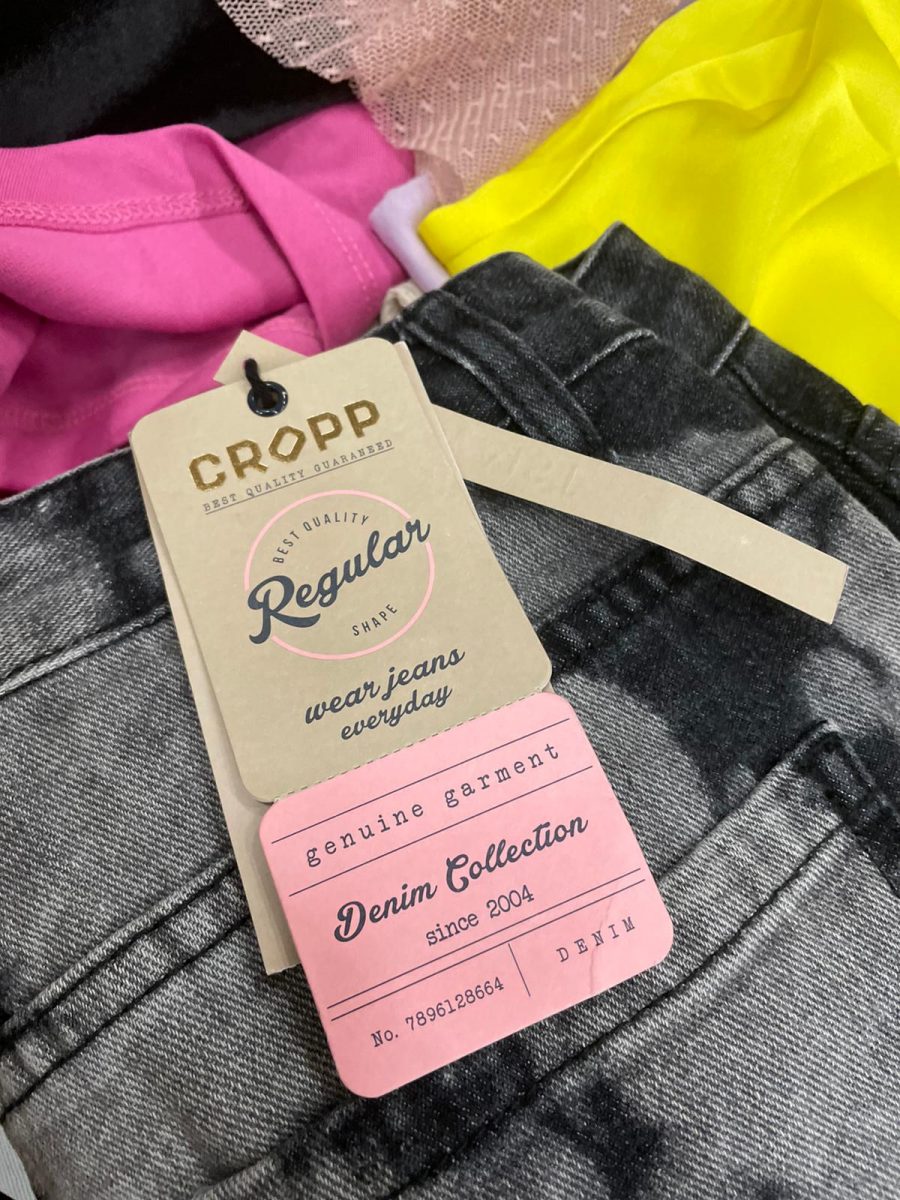 CROPP
BEST QUALITY GUARANEED
BEST QUALITY
Regular
SHAPE
wear jeans
everyday
genuine garment
Denim Collection
since 2004
No. 7896128664
DENIM